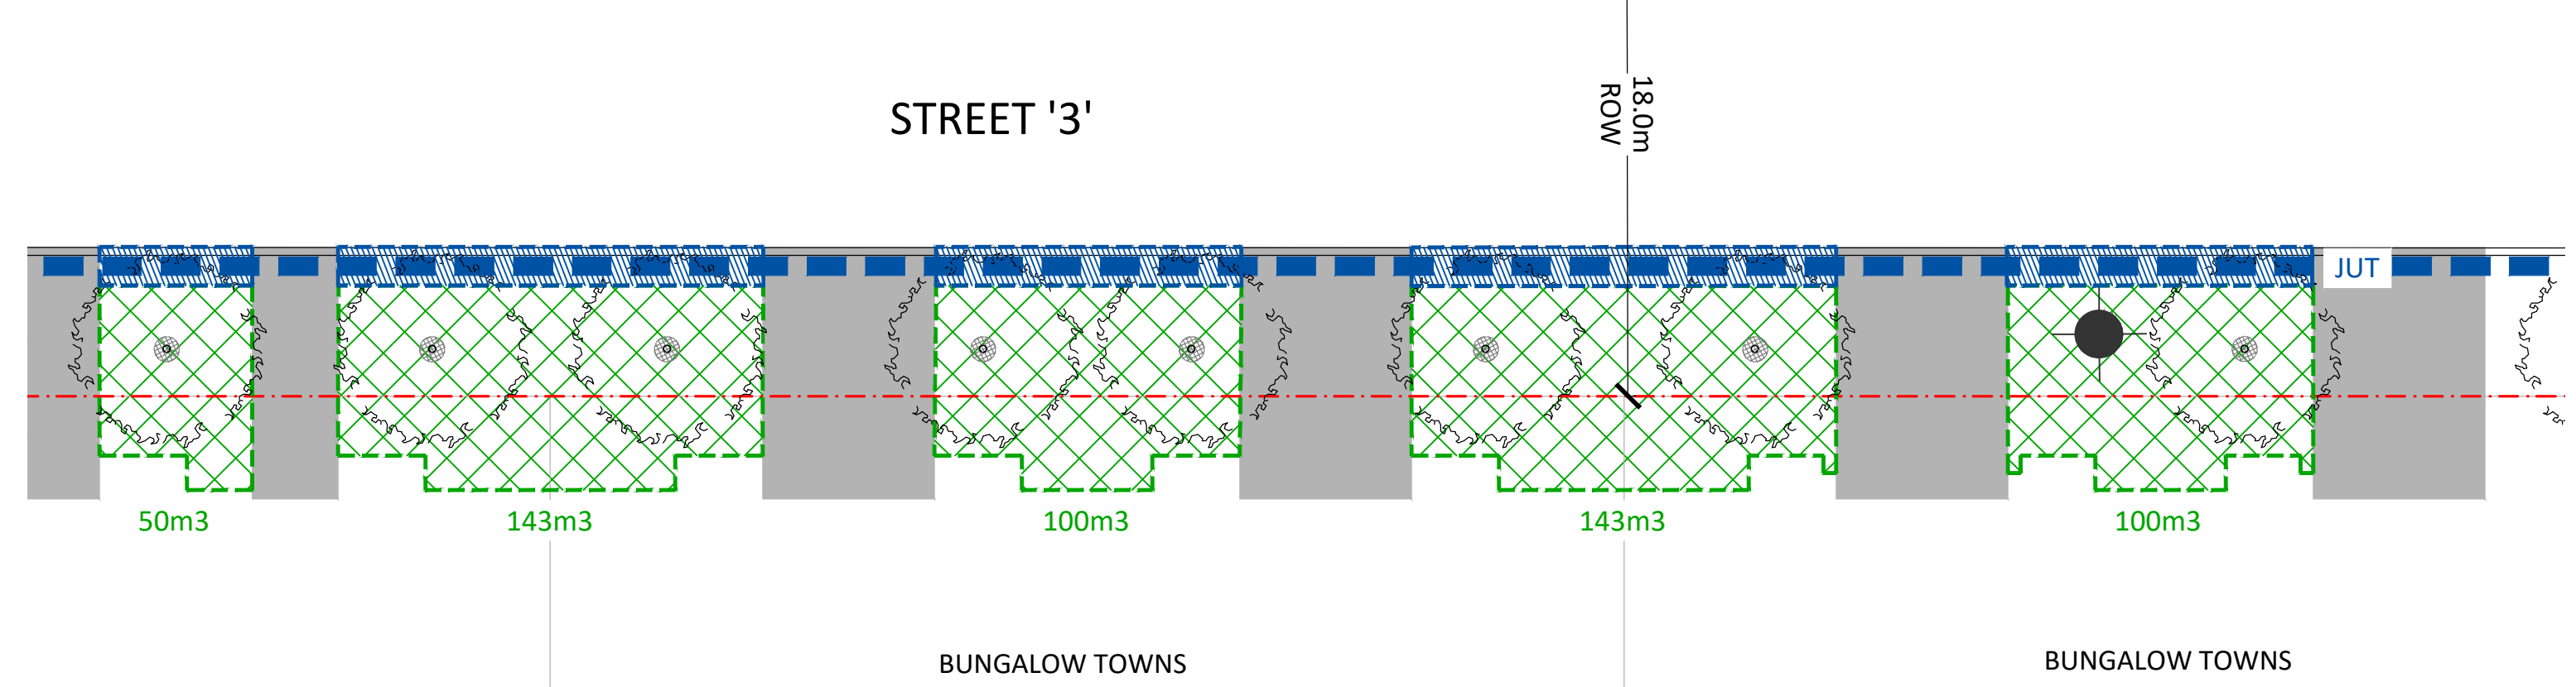 STREET '3'
18.0m
ROW
JUT
50m3
143m3
100m3
143m3
100m3
BUNGALOW TOWNS
BUNGALOW TOWNS